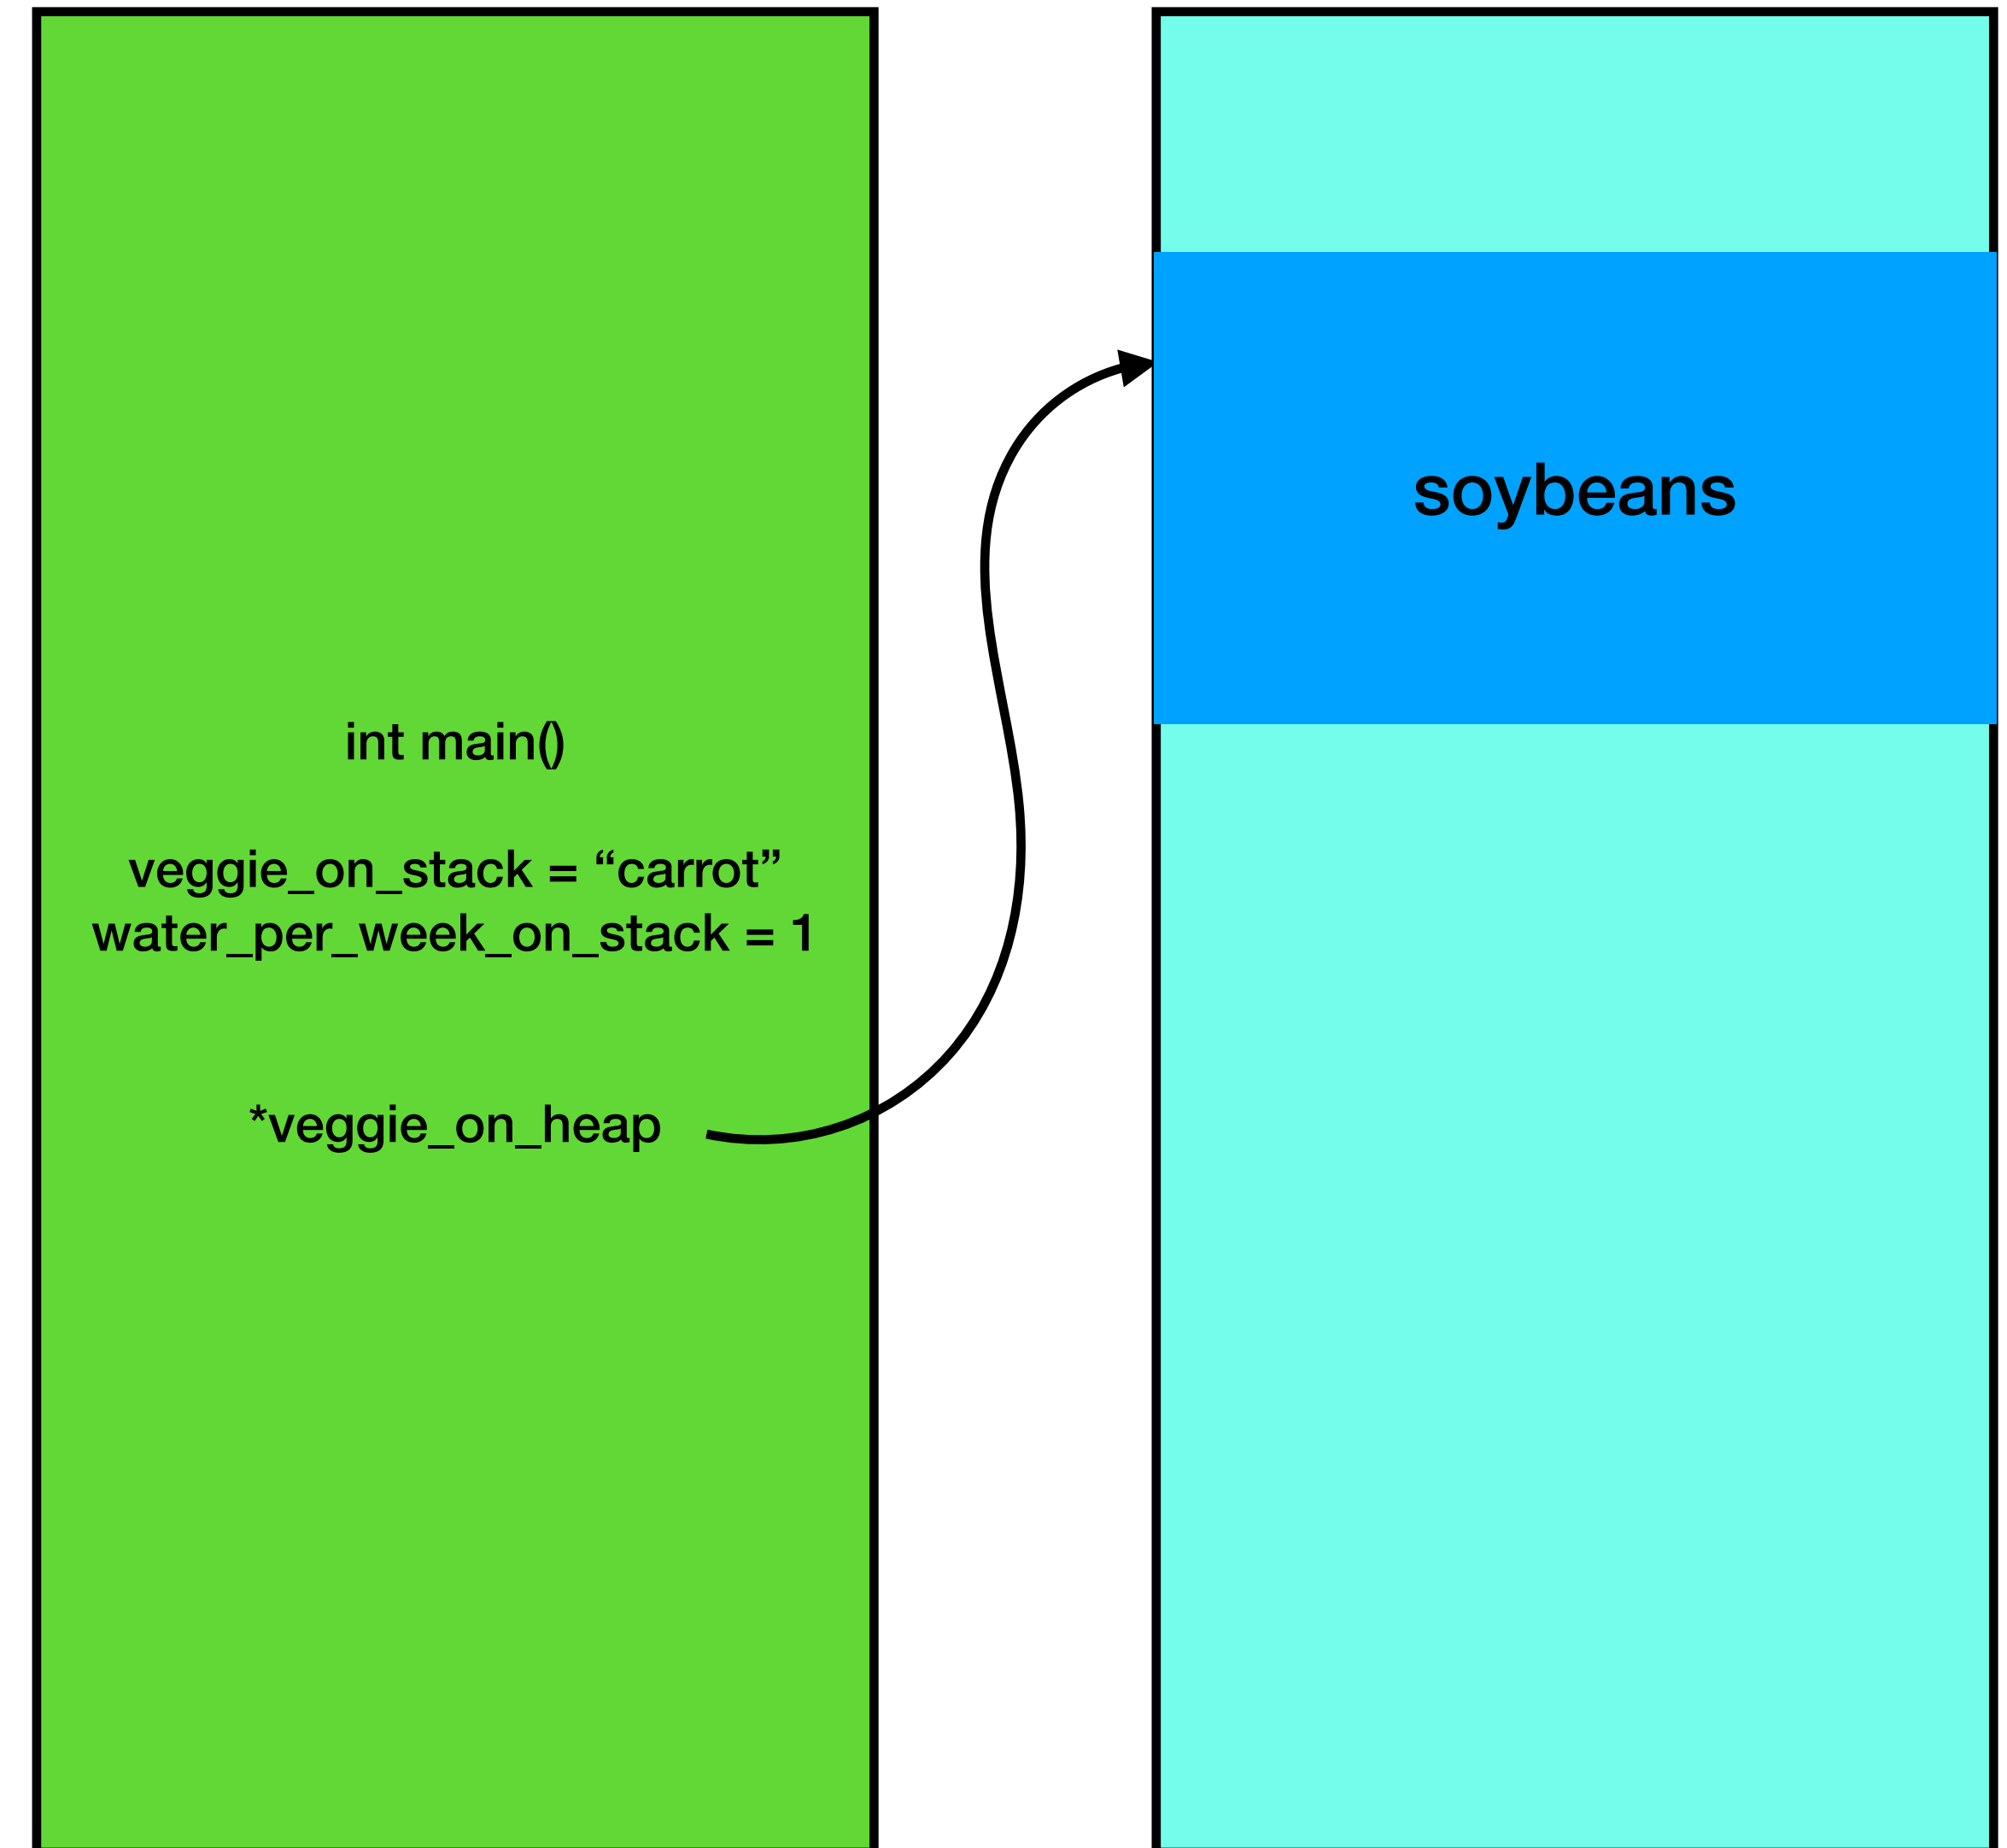 int main()
veggie_on_stack = “carrot”
water_per_week_on_stack = 1
*veggie_on_heap
soybeans